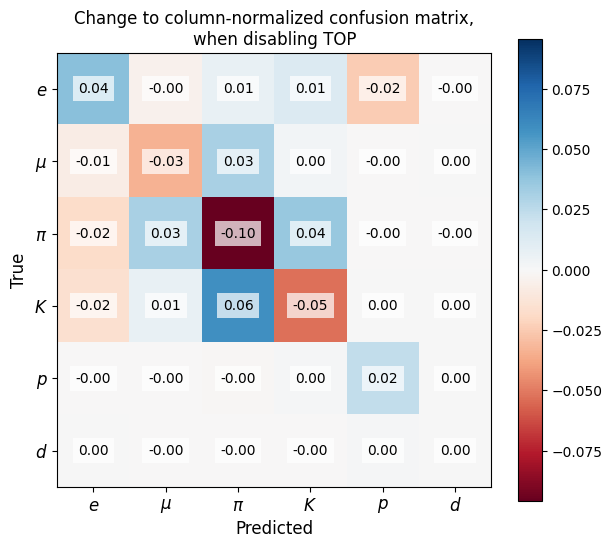 Change to column-normalized confusion matrix,
when disabling TOP
e 0.04 -0.00 0.01 0.01 -0.02 -0.00
μ -0.01 -0.03 0.03 0.00 -0.00 0.00
π -0.02 0.03 -0.10 0.04 -0.00 -0.00
K -0.02 0.01 0.06 -0.05 0.00 0.00
p -0.00 -0.00 -0.00 0.00 0.02 0.00
d 0.00 -0.00 -0.00 -0.00 0.00 0.00
e μ π K p d
Predicted
True
0.075
0.050
0.025
0.000
−0.025
−0.050
−0.075